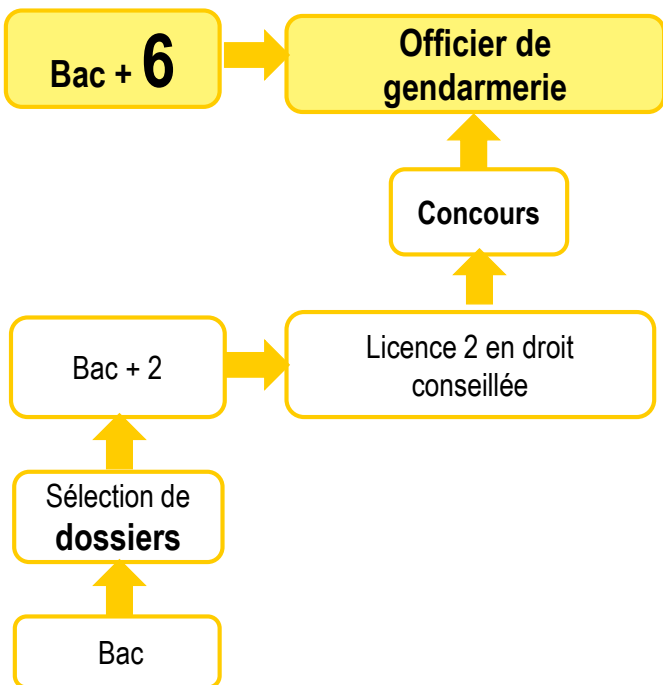 Bac + 6
Officier de
gendarmerie
Concours
Bac + 2
Licence 2 en droit
conseillée
Sélection de
dossiers
Bac